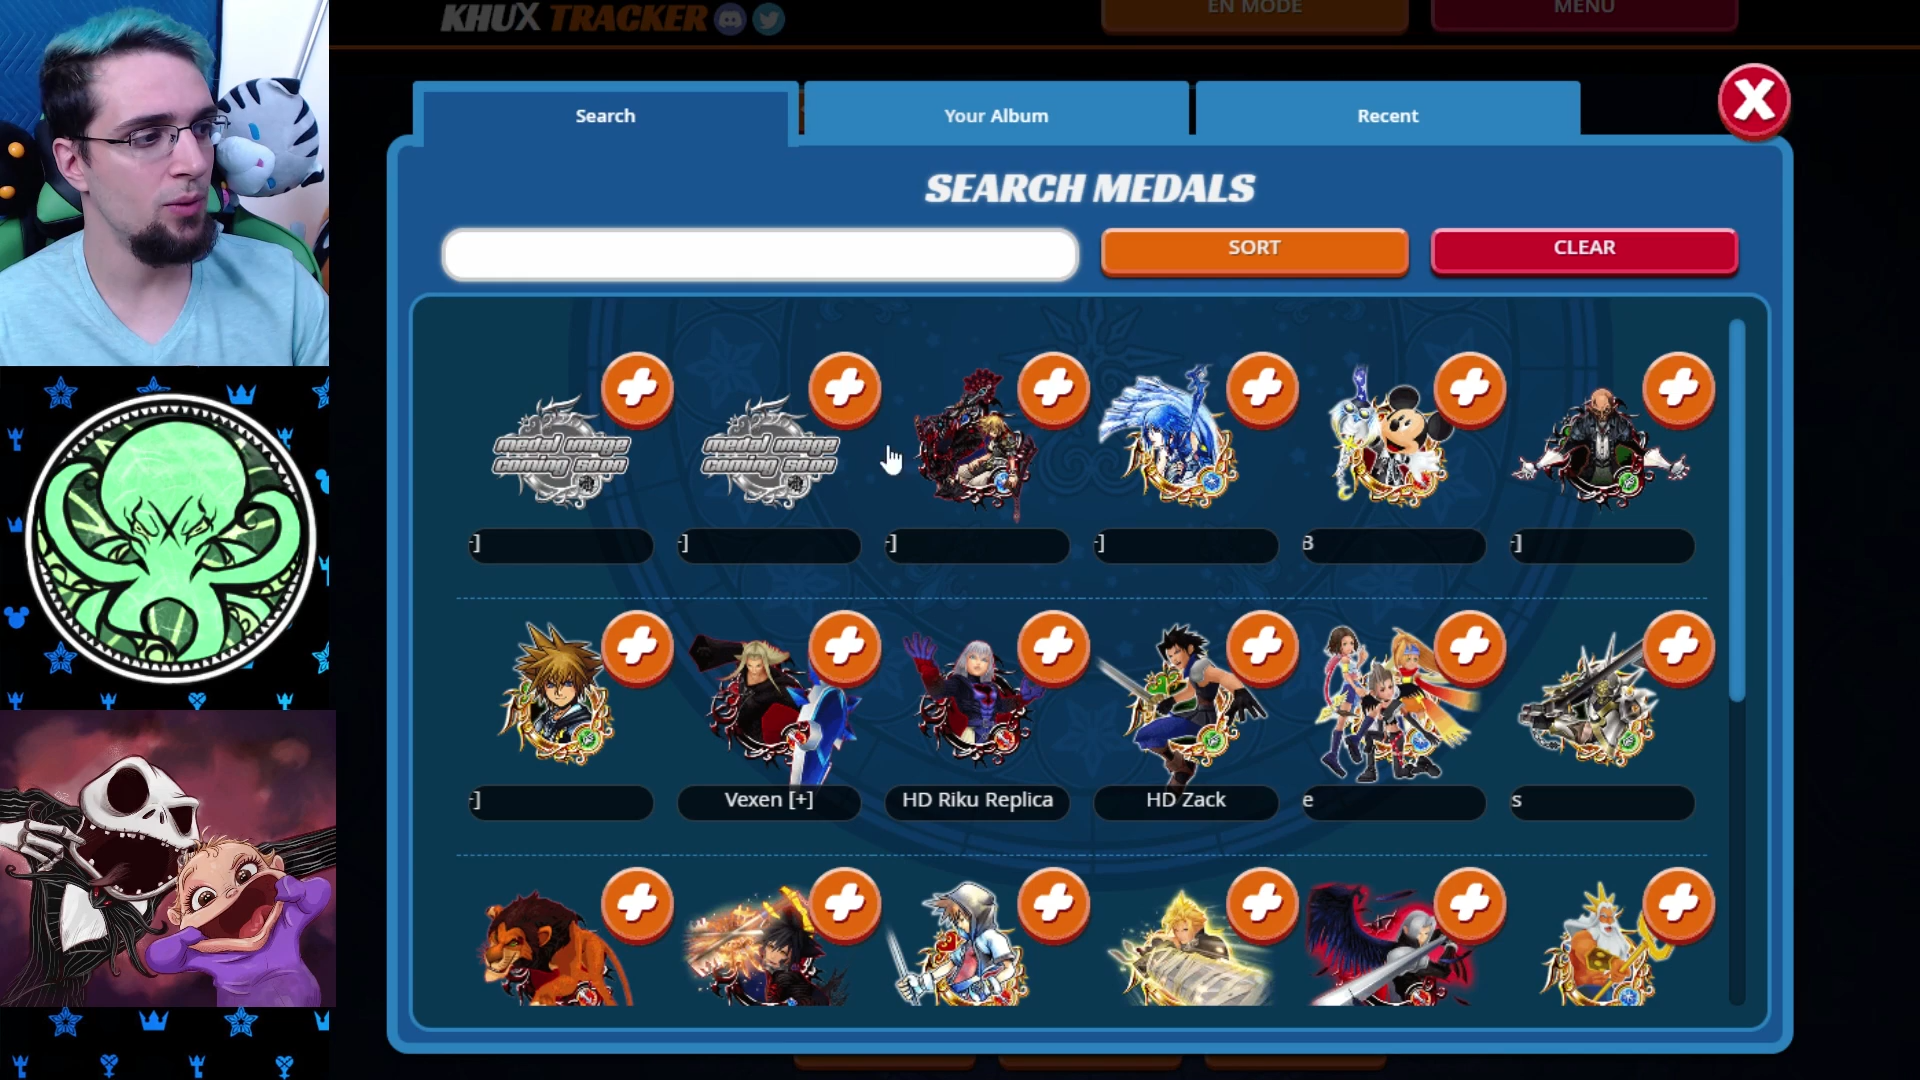 KHUX TRACKER
EN MODE
MENU
Search
Your Album
Recent
X
SEARCH MEDALS
SORT
CLEAR
medal image
coming soon
medal image
coming soon
B
Vexen [+]
HD Riku Replica
HD Zack
e
s